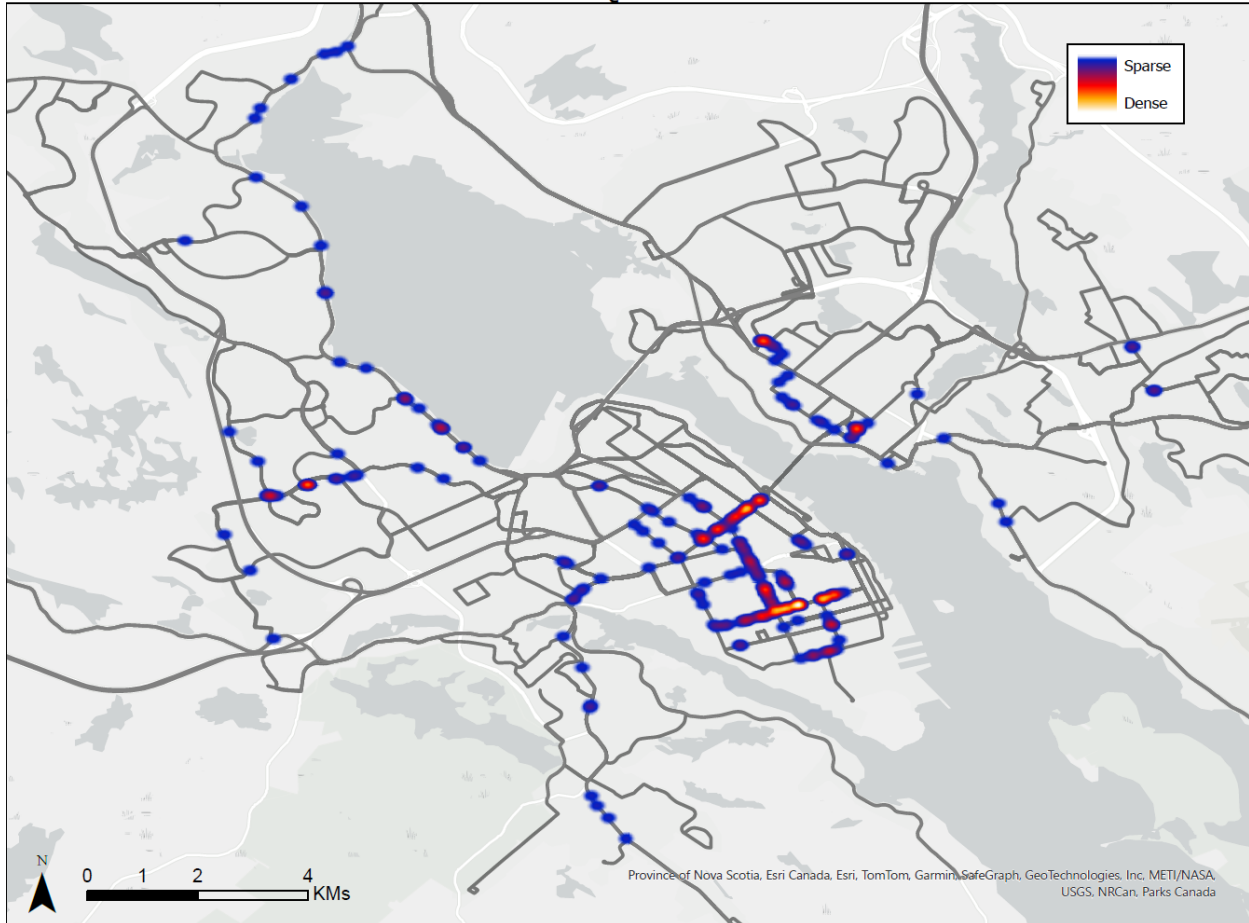 Sparse
Dense
N
0 1 2 4
KMs
Province of Nova Scotia, Esri Canada, Esri, TomTom, Garmin, SafeGraph, GeoTechnologies, Inc, METI/NASA,
USGS, NRCan, Parks Canada